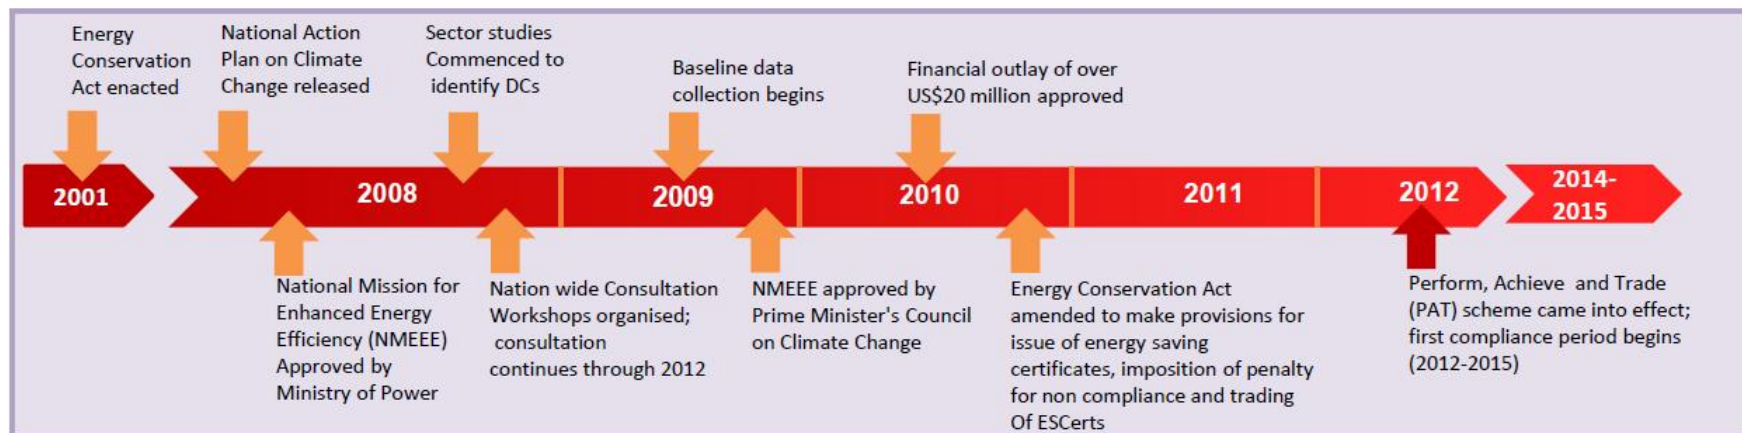 Energy
Conservation
Act enacted
National Action
Plan on Climate
Change released
Sector studies
Commenced to
identify DCs
Baseline data
collection begins
Financial outlay of over
US$20 million approved
2001
2008
2009
2010
2011
2012
2014-
2015
National Mission for
Enhanced Energy
Efficiency (NMEEE)
Approved by
Ministry of Power
Nation wide Consultation
Workshops organised;
consultation
continues through 2012
NMEEE approved by
Prime Minister's Council
on Climate Change
Energy Conservation Act
amended to make provisions for
issue of energy saving
certificates, imposition of penalty
for non compliance and trading
Of ESCerts
Perform, Achieve and Trade
(PAT) scheme came into effect;
first compliance period begins
(2012-2015)